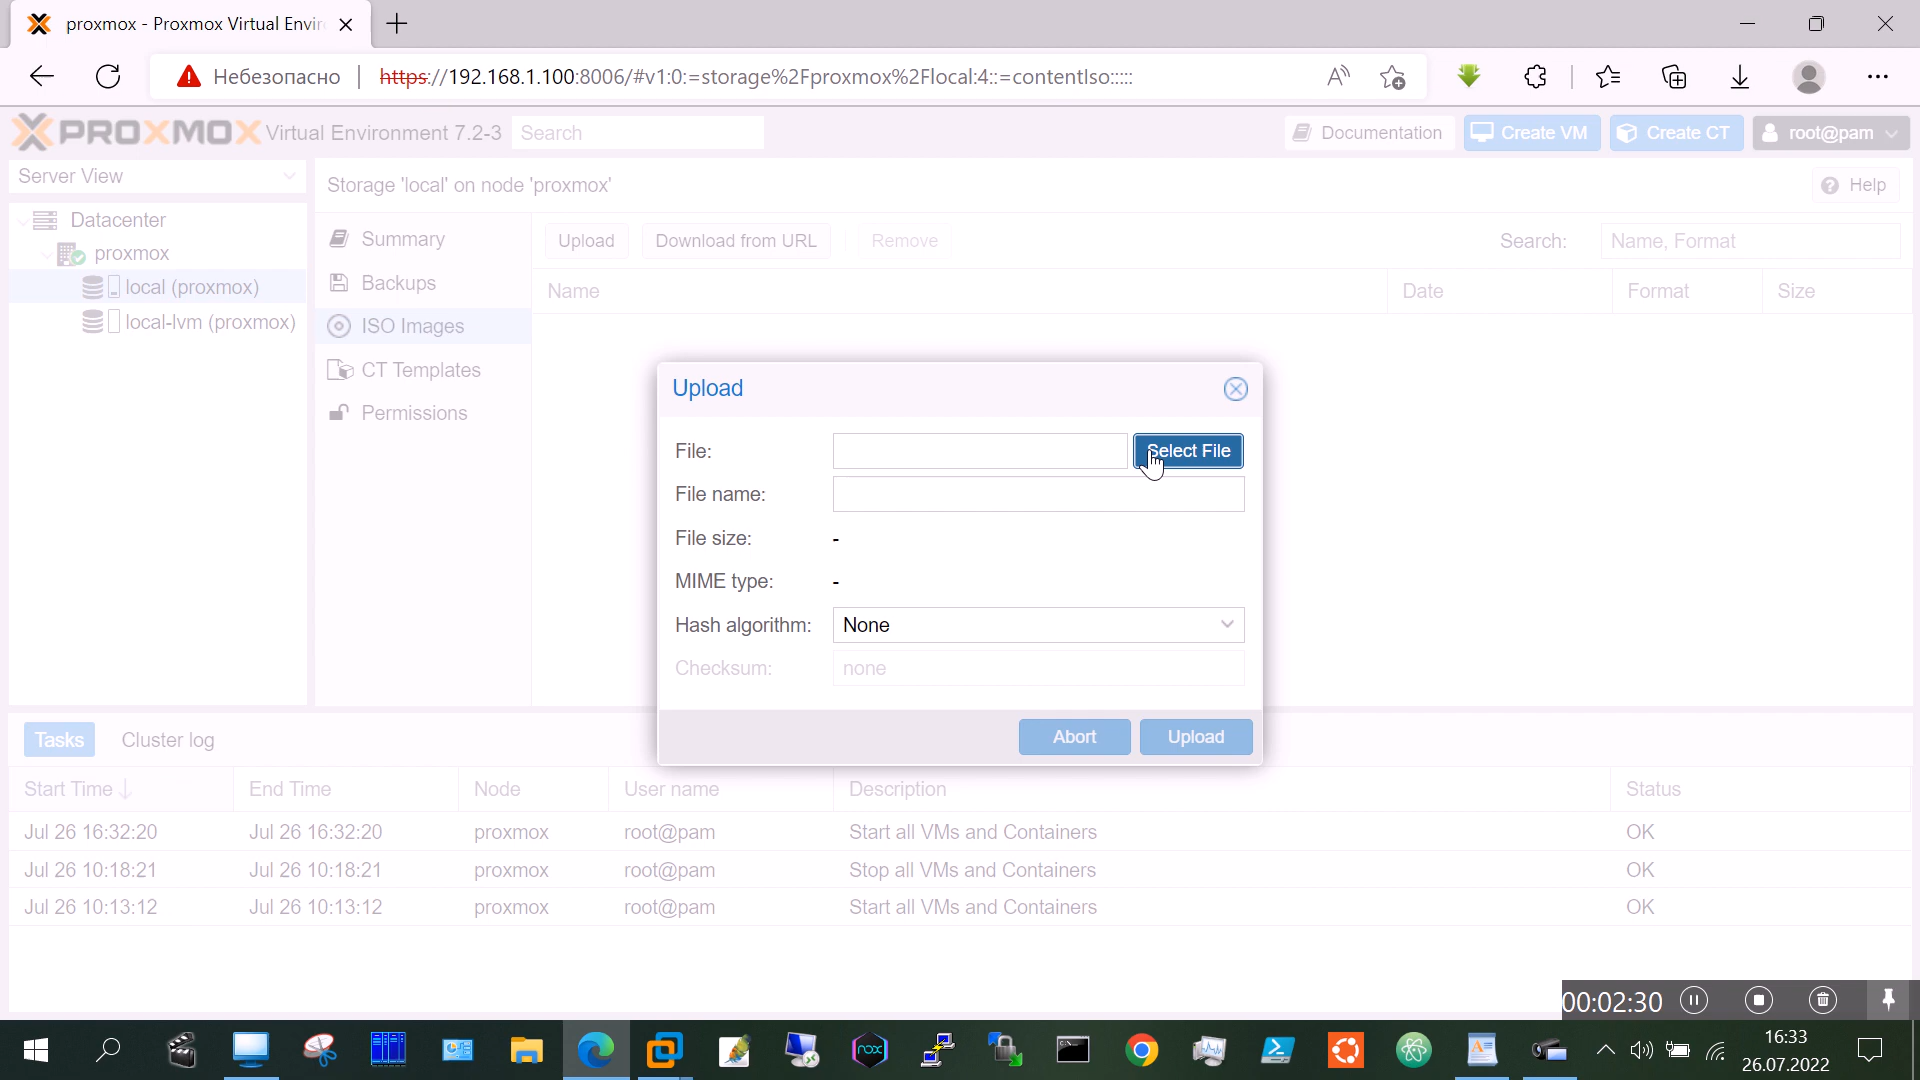 proxmox - Proxmox Virtual Envir
Небезопасно
https://192.168.1.100:8006/#v1:0:=storage%2Fproxmox%2Flocal:4::=contentIso:::::
PROXMOX Virtual Environment 7.2-3
Search
Documentation
Create VM
Create CT
root@pam
Server View
Storage 'local' on node 'proxmox'
Help
Datacenter
proxmox
local (proxmox)
local-lvm (proxmox)
Summary
Backups
ISO Images
CT Templates
Permissions
Upload
Download from URL
Remove
Search:
Name, Format
Name
Date
Format
Size
Upload
File:
Select File
File name:
File size:
-
MIME type:
-
Hash algorithm:
None
Checksum:
none
Abort
Upload
Tasks
Cluster log
Start Time
End Time
Node
User name
Description
Status
Jul 26 16:32:20
Jul 26 16:32:20
proxmox
root@pam
Start all VMs and Containers
OK
Jul 26 10:18:21
Jul 26 10:18:21
proxmox
root@pam
Stop all VMs and Containers
OK
Jul 26 10:13:12
Jul 26 10:13:12
proxmox
root@pam
Start all VMs and Containers
OK
00:02:30
nox
16:33
26.07.2022